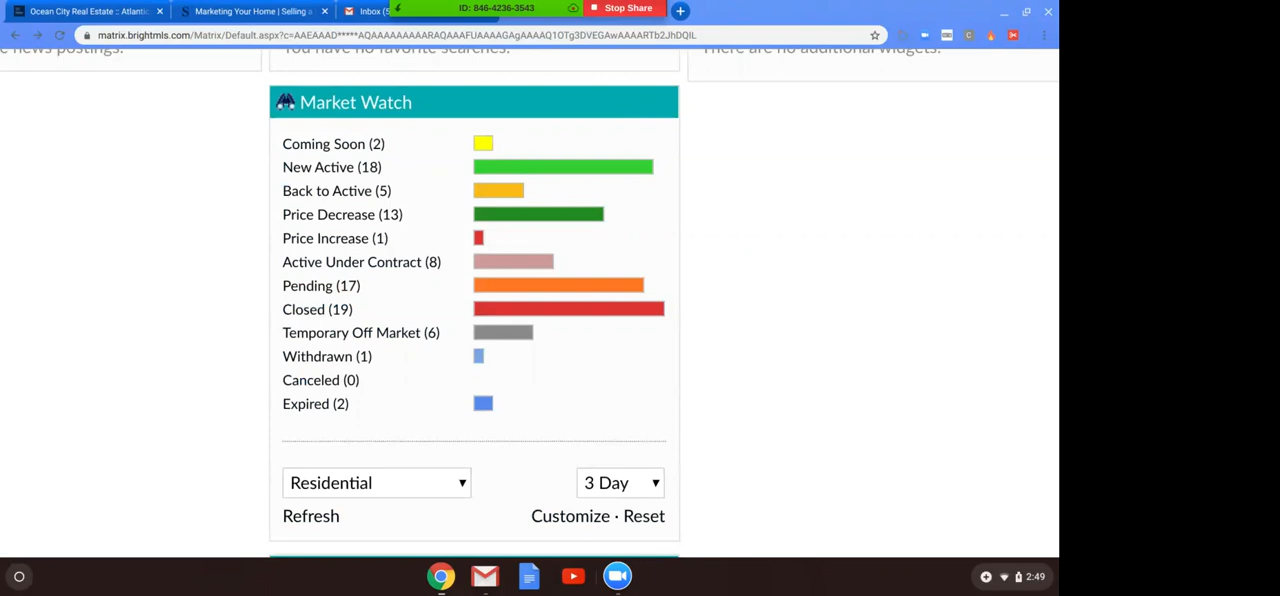 Ocean City Real Estate :: Atlantic
Marketing Your Home | Selling a
Inbox (5
ID: 846-4236-3543
Stop Share
matrix.brightmls.com/Matrix/Default.aspx?c=AAEAAAD*****AQAAAAAAAAARAQAAAFUAAAAGAgAAAAQ1OTg3DVEGAwAAAARTb2JhDQIL
e news postings.
You have no favorite searches.
There are no additional widgets.
Market Watch
Coming Soon (2)
New Active (18)
Back to Active (5)
Price Decrease (13)
Price Increase (1)
Active Under Contract (8)
Pending (17)
Closed (19)
Temporary Off Market (6)
Withdrawn (1)
Canceled (0)
Expired (2)
Residential
3 Day
Refresh
Customize · Reset
2:49